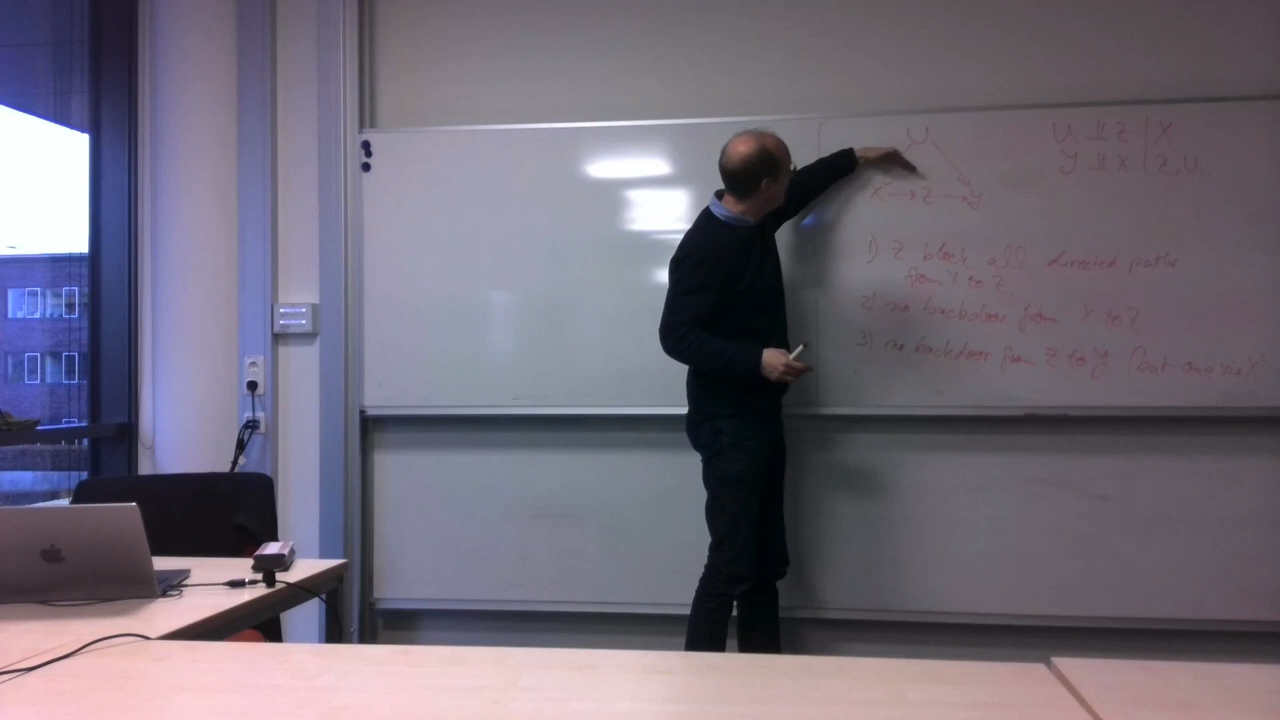 U
X → Z → Y
U ⫫ Z | X
Y ⫫ X | Z, U
1) Z block all directed paths
from X to Z
2) no backdoor from X to Z
3) no backdoor from Z to Y (but one via X)